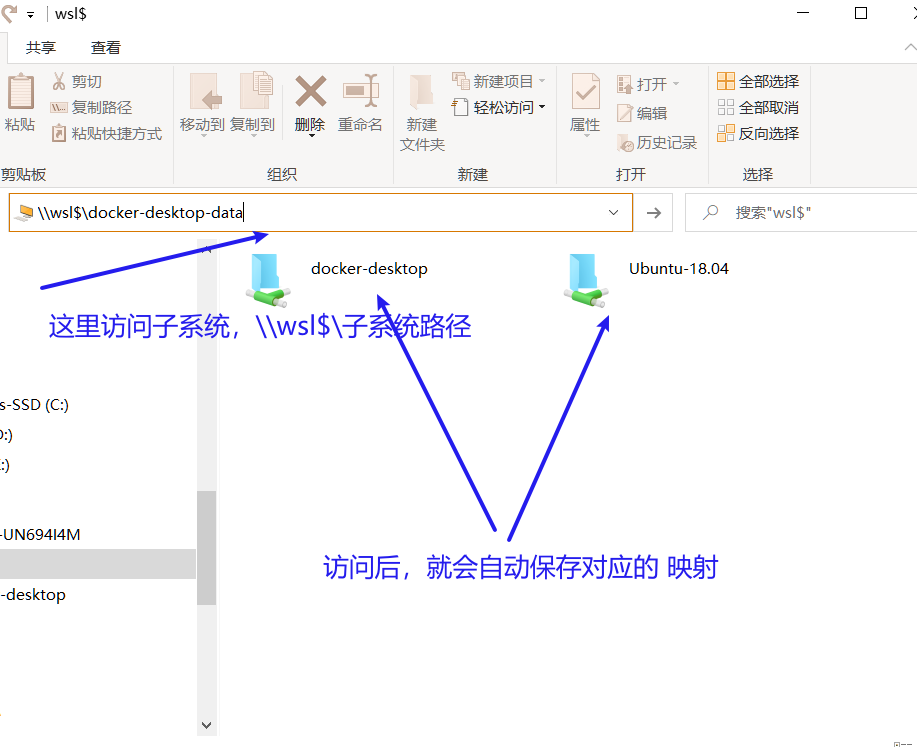 wsl$
共享 查看
剪切
复制路径
粘贴快捷方式
粘贴
剪贴板
移动到
复制到
删除
重命名
组织
新建
文件夹
新建项目
轻松访问
新建
属性
打开
编辑
历史记录
打开
全部选择
全部取消
反向选择
选择
\\wsl$\docker-desktop-data
搜索"wsl$"
docker-desktop
Ubuntu-18.04
这里访问子系统，\\wsl$\子系统路径
s-SSD (C:)
:)
:)
-UN694I4M
-desktop
访问后，就会自动保存对应的 映射